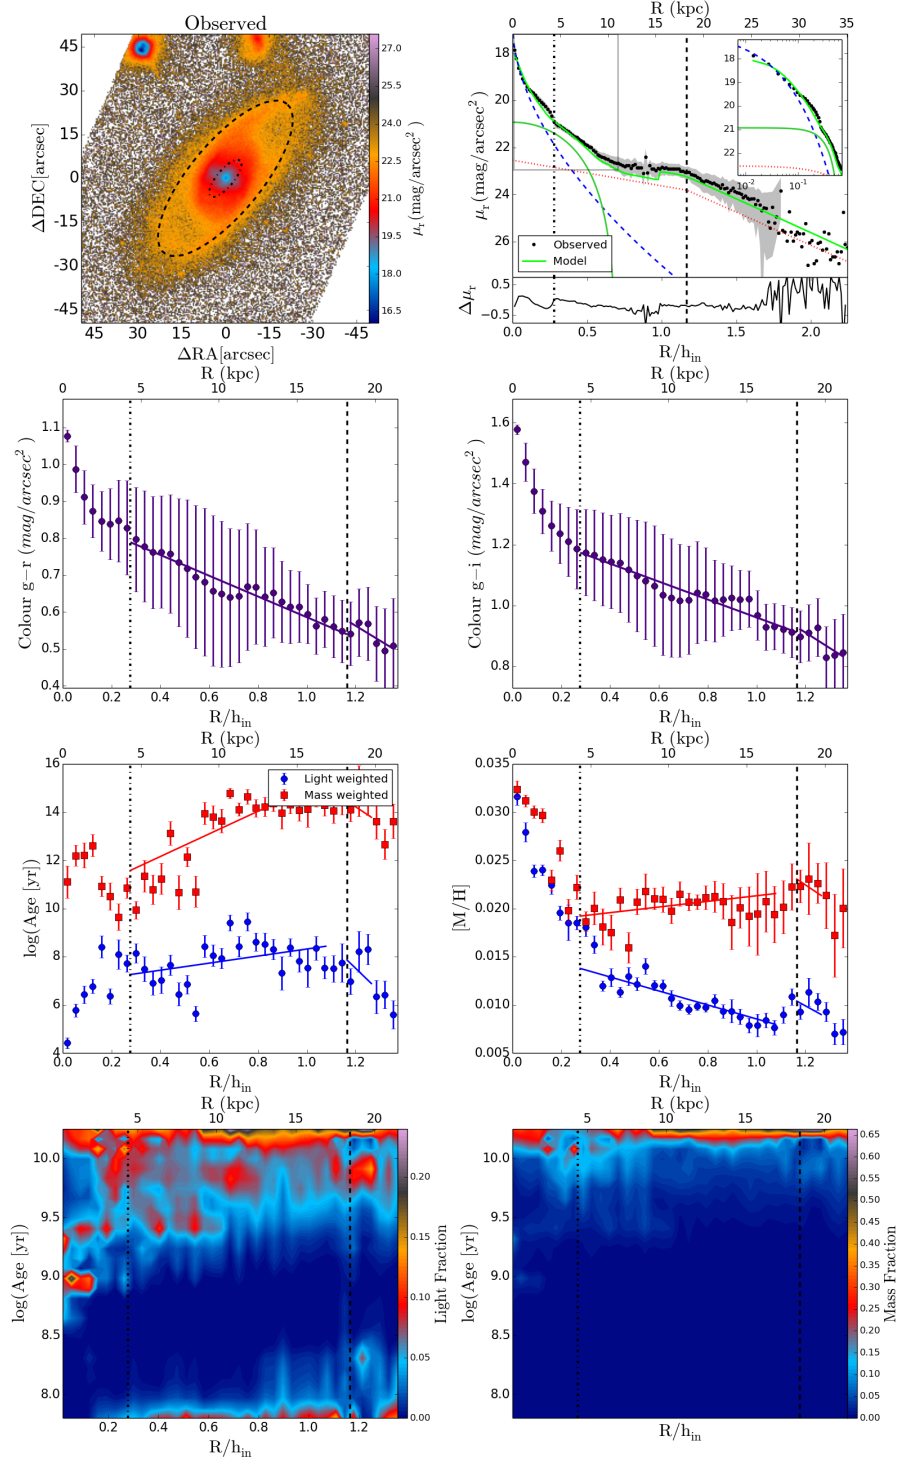 Observed
45
30
15
0
-15
-30
-45
ΔDEC[arcsec]
45 30 15 0 -15 -30 -45
ΔRA[arcsec]
27.0
25.5
24.0
22.5
21.0
19.5
18.0
16.5
μr (mag/arcsec²)
R (kpc)
0 5 10 15 20 25 30 35
18
20
22
24
26
μr(mag/arcsec²)
Observed
Model
17
18
19
20
21
22
10⁻² 10⁻¹
0.5
−0.5
Δμr
0.0 0.5 1.0 1.5 2.0
R/hin
R (kpc)
0 5 10 15 20
1.1
1.0
0.9
0.8
0.7
0.6
0.5
0.4
Colour g−r (mag/arcsec²)
0.0 0.2 0.4 0.6 0.8 1.0 1.2
R/hin
R (kpc)
0 5 10 15 20
1.6
1.4
1.2
1.0
0.8
Colour g−i (mag/arcsec²)
0.0 0.2 0.4 0.6 0.8 1.0 1.2
R/hin
R (kpc)
0 5 10 15 20
16
14
12
10
8
6
4
log(Age [yr])
Light weighted
Mass weighted
0.0 0.2 0.4 0.6 0.8 1.0 1.2
R/hin
R (kpc)
0 5 10 15 20
0.035
0.030
0.025
0.020
0.015
0.010
0.005
[M/H]
0.0 0.2 0.4 0.6 0.8 1.0 1.2
R/hin
R (kpc)
5 10 15 20
10.0
9.5
9.0
8.5
8.0
log(Age [yr])
0.2 0.4 0.6 0.8 1.0 1.2
R/hin
0.20
0.15
0.10
0.05
0.00
Light Fraction
R (kpc)
5 10 15 20
10.0
9.5
9.0
8.5
8.0
log(Age [yr])
R/hin
0.65
0.60
0.55
0.50
0.45
0.40
0.35
0.30
0.25
0.20
0.15
0.10
0.05
0.00
Mass Fraction